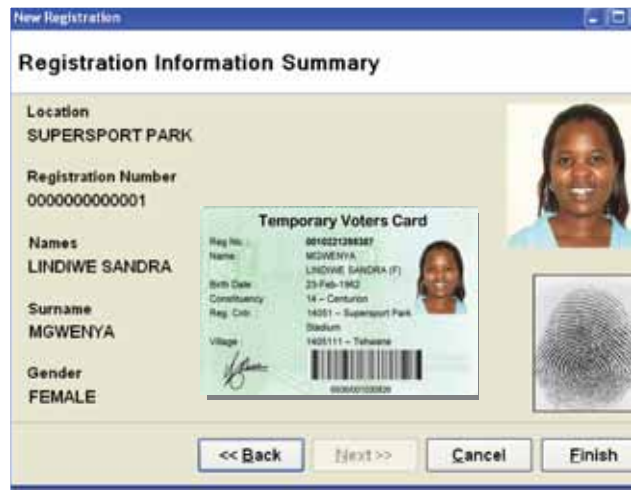 New Registration
Registration Information Summary
Location
SUPERSPORT PARK
Registration Number
0000000000001
Names
LINDIWE SANDRA
Surname
MGWENYA
Gender
FEMALE
Temporary Voters Card
Reg No. :
Name :
MGWENYA
LINDIWE SANDRA (F)
Birth Date : 23-Feb-1962
Constituency 14 – Centurion
Reg. Cntr. : 14051 – Supersport Park
Stadium
Village : 1405111 – Tshwane
<< Back Next >> Cancel Finish